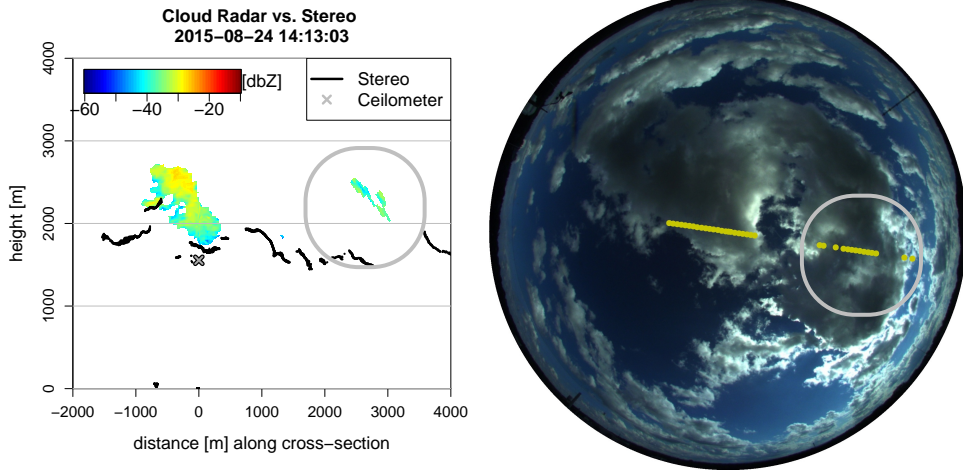 Cloud Radar vs. Stereo
2015−08−24 14:13:03
[dbZ]
−60 −40 −20
Stereo
Ceilometer
height [m]
4000
3000
2000
1000
0
−2000 −1000 0 1000 2000 3000 4000
distance [m] along cross−section